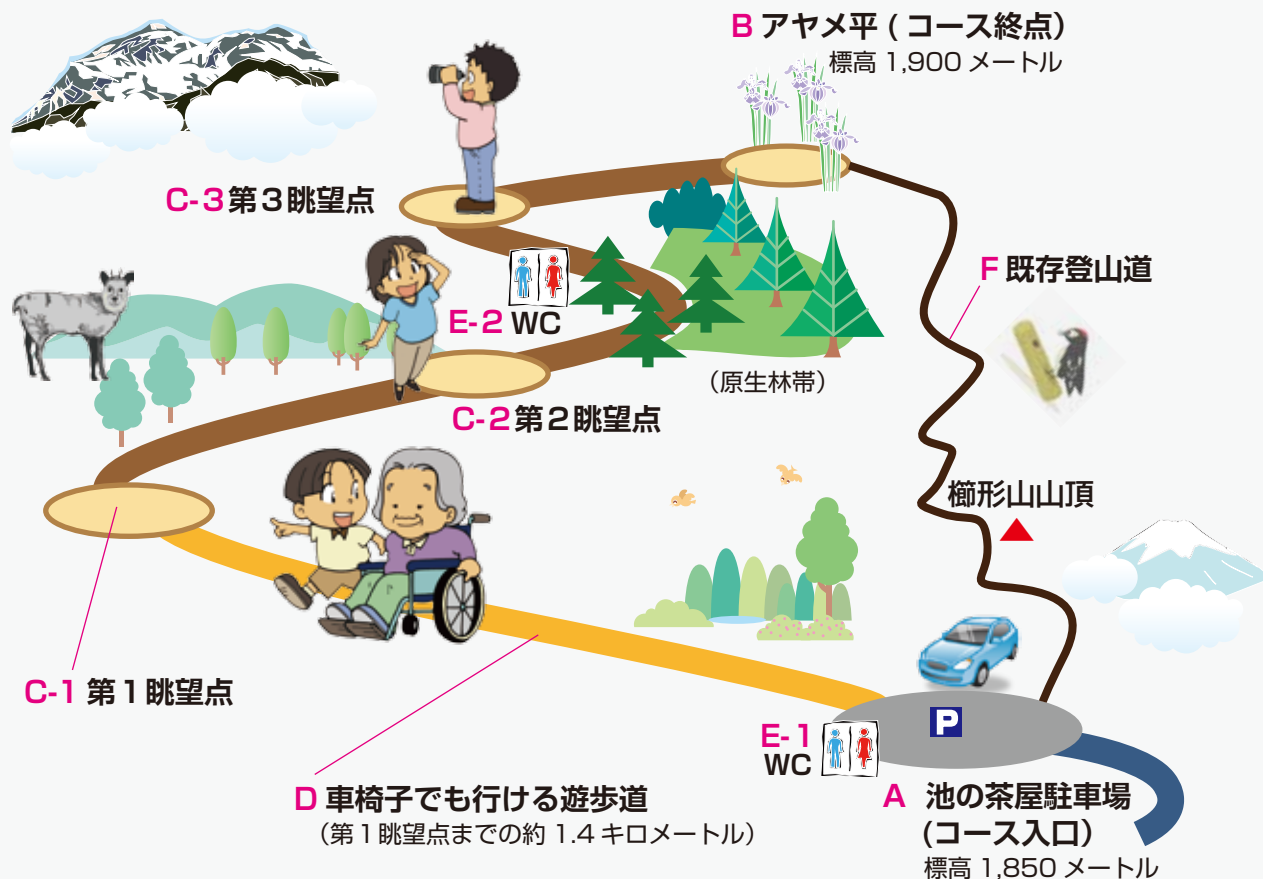 B アヤメ平 ( コース終点）
標高 1,900 メートル
C-3 第３眺望点
F 既存登山道
E-2 WC
（原生林帯）
C-2 第２眺望点
櫛形山山頂
C-1 第１眺望点
P
E-1
WC
D 車椅子でも行ける遊歩道
（第１眺望点までの約 1.4 キロメートル）
A 池の茶屋駐車場
(コース入口）
標高 1,850 メートル